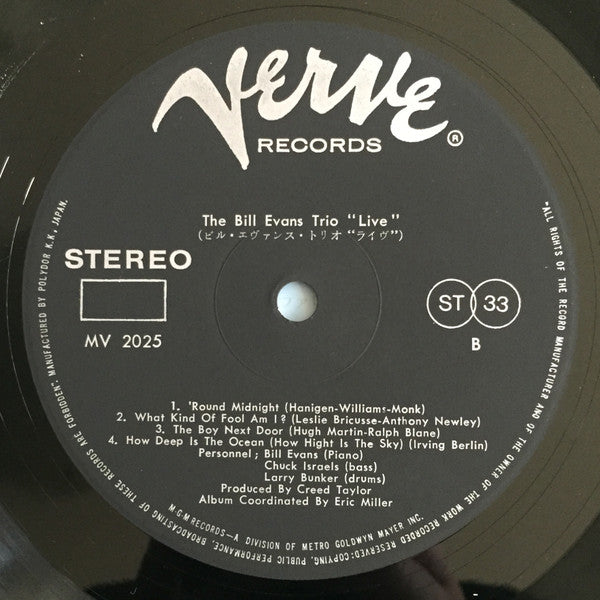 Verve
RECORDS ®
The Bill Evans Trio "Live"
(ビル・エヴァンス・トリオ "ライヴ")
STEREO
MV 2025
ST 33
B
1. 'Round Midnight (Hanigen-Williams-Monk)
2. What Kind Of Fool Am I? (Leslie Bricusse-Anthony Newley)
3. The Boy Next Door (Hugh Martin-Ralph Blane)
4. How Deep Is The Ocean (How Hight Is The Sky) (Irving Berlin)
Personnel; Bill Evans (Piano)
Chuck Israels (bass)
Larry Bunker (drums)
Produced By Creed Taylor
Album Coordinated By Eric Miller
M.G.M RECORDS—A DIVISION OF METRO GOLDWYN MAYER INC.
"ALL RIGHTS OF THE RECORD MANUFACTURER AND OF THE OWNER OF THE WORK RECORDED RESERVED: COPYING, PUBLIC PERFORMANCE, BROADCASTING OF THESE RECORDS ARE FORBIDDEN" MANUFACTURED BY POLYDOR K.K, JAPAN.